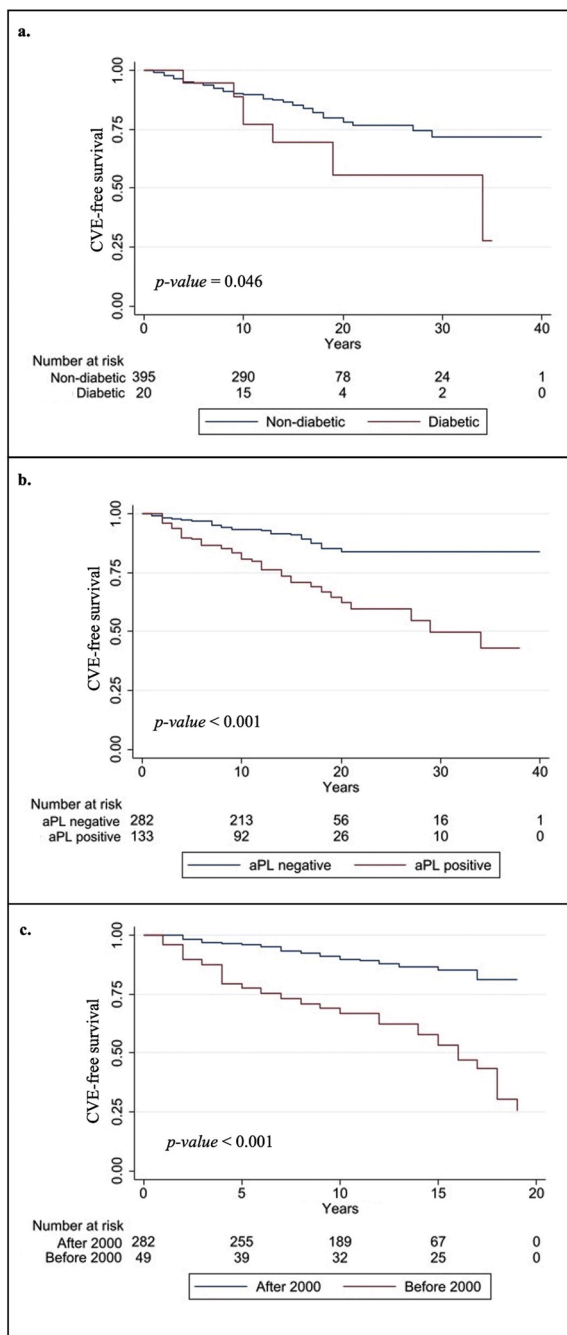 a.
CVE-free survival
1.00
0.75
0.50
0.25
0.00
p-value = 0.046
0 10 20 30 40
Years
Number at risk
Non-diabetic 395 290 78 24 1
Diabetic 20 15 4 2 0
Non-diabetic Diabetic
b.
CVE-free survival
1.00
0.75
0.50
0.25
0.00
p-value < 0.001
0 10 20 30 40
Years
Number at risk
aPL negative 282 213 56 16 1
aPL positive 133 92 26 10 0
aPL negative aPL positive
c.
CVE-free survival
1.00
0.75
0.50
0.25
0.00
p-value < 0.001
0 5 10 15 20
Years
Number at risk
After 2000 282 255 189 67 0
Before 2000 49 39 32 25 0
After 2000 Before 2000